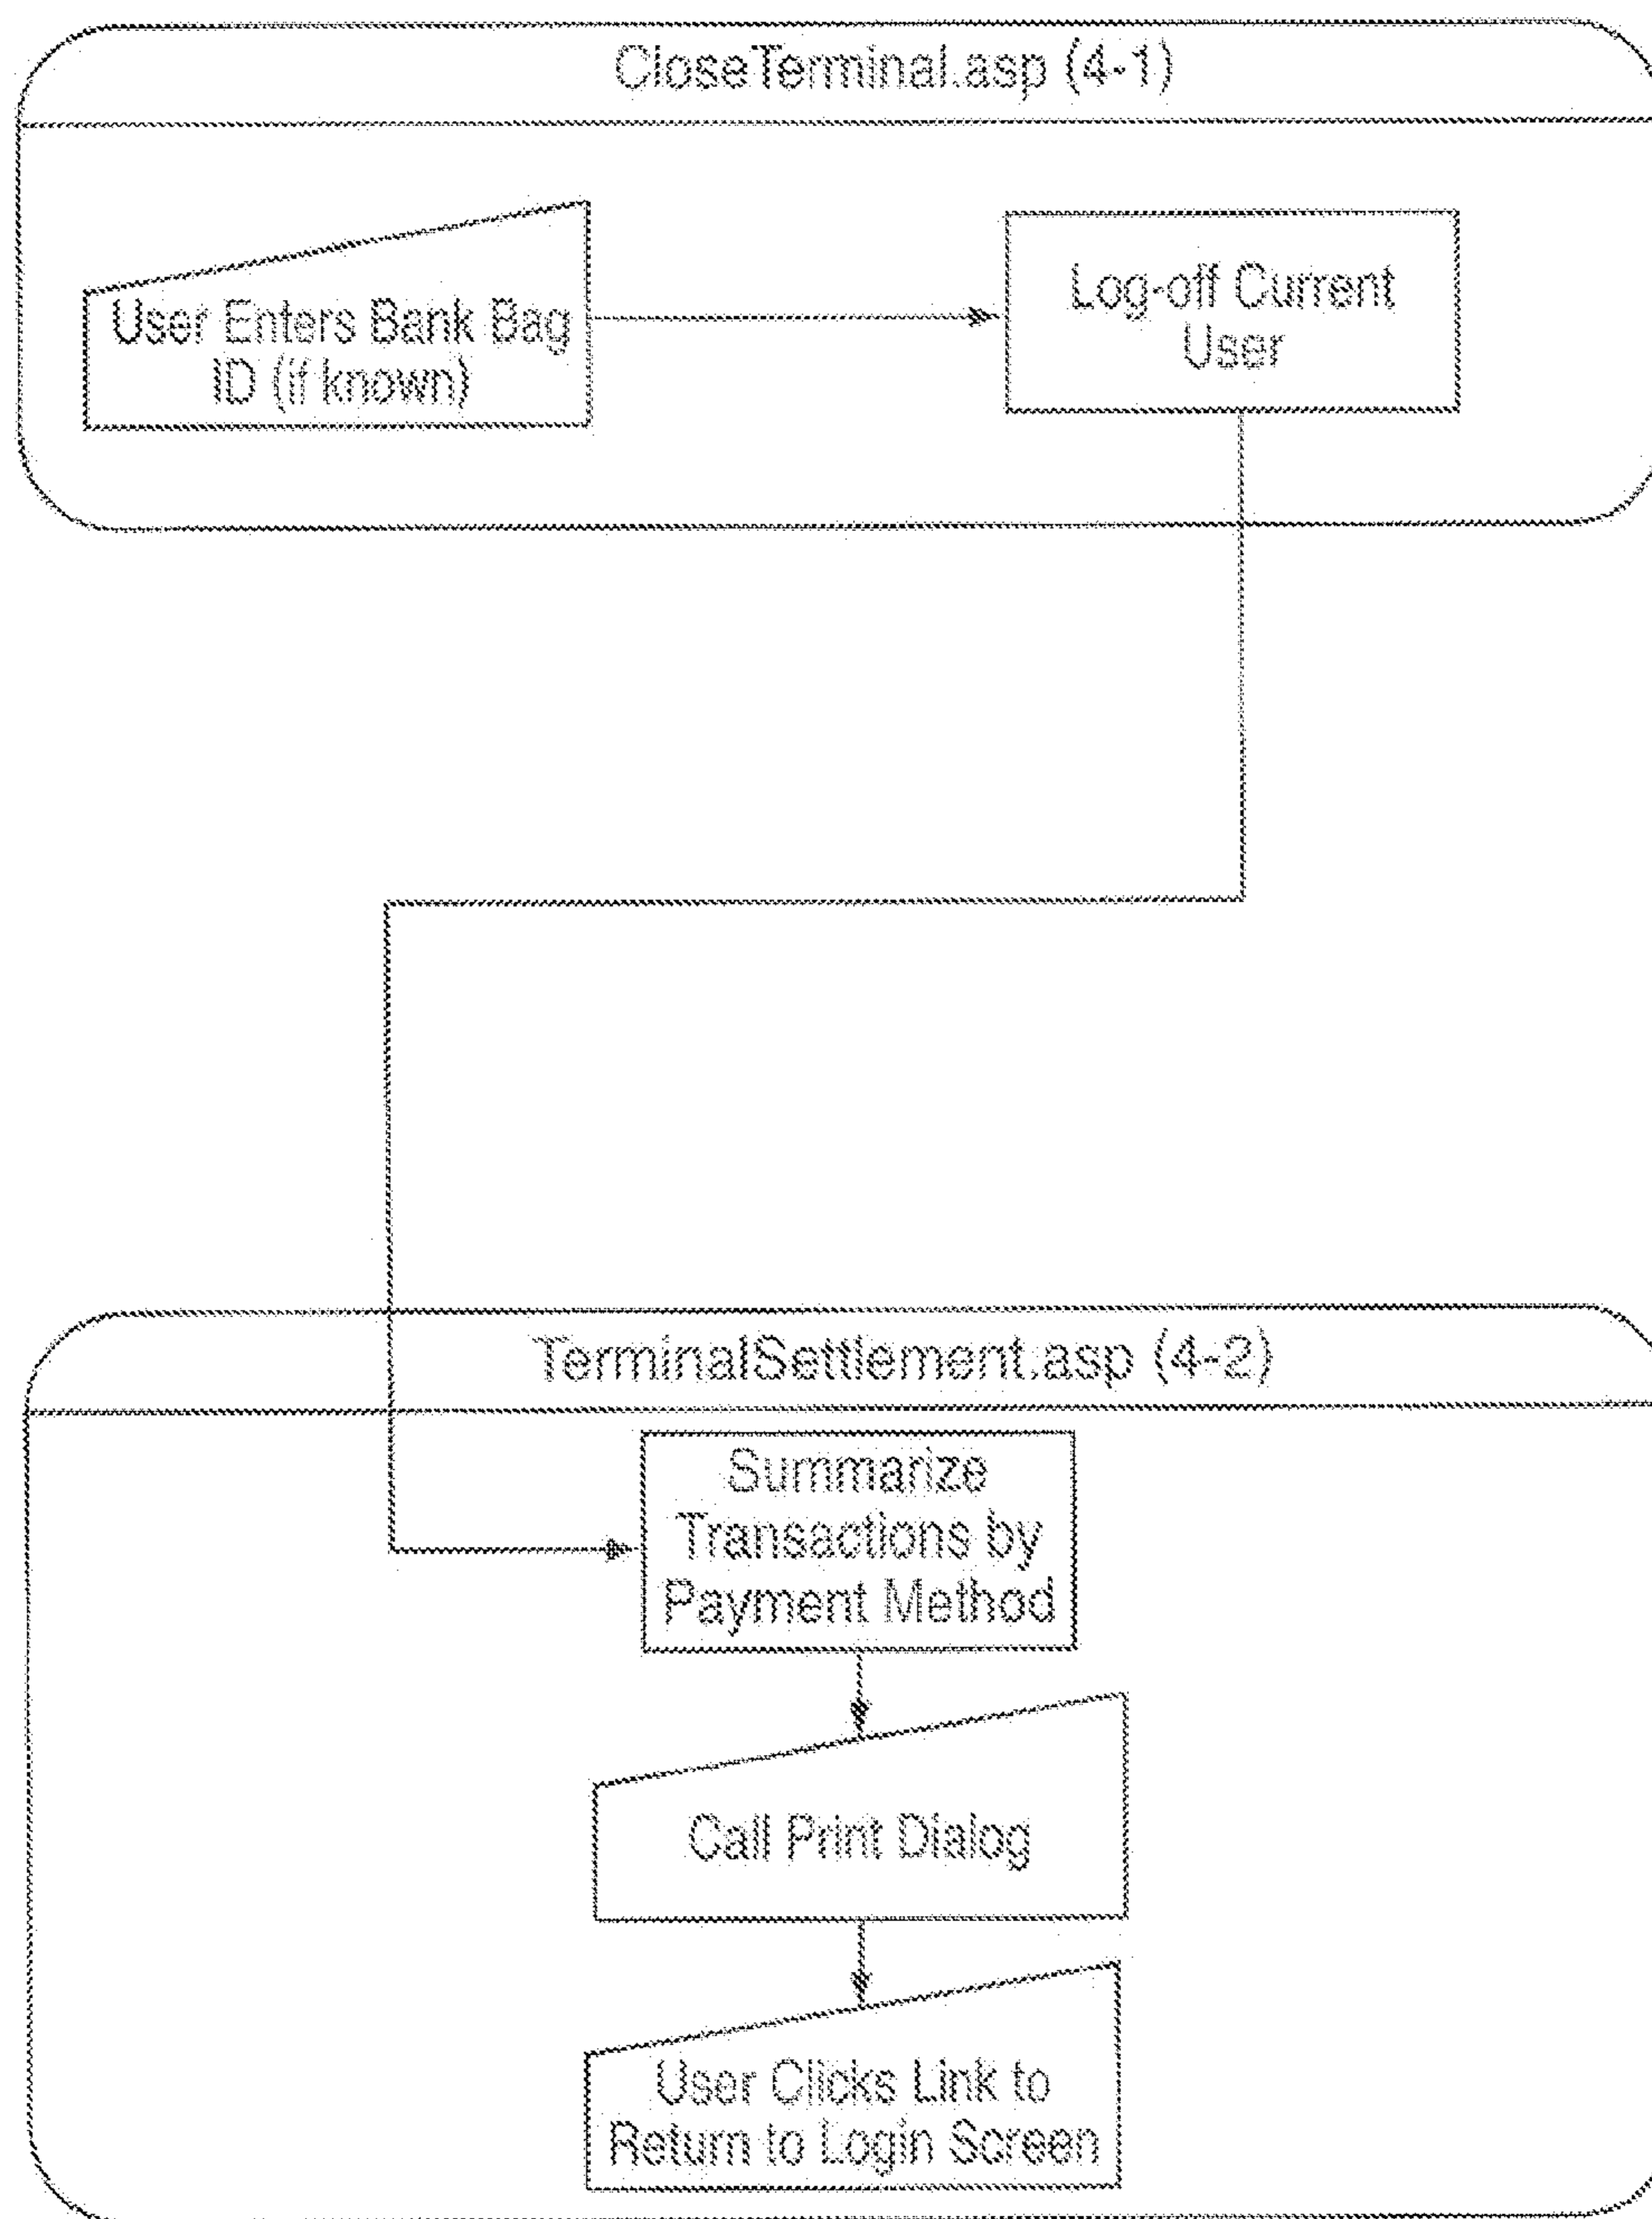 CloseTerminal.asp (4-1)
User Enters Bank Bag
ID (if known)
Log-off Current
User
TerminalSettlement.asp (4-2)
Summarize
Transactions by
Payment Method
Call Print Dialog
User Clicks Link to
Return to Login Screen